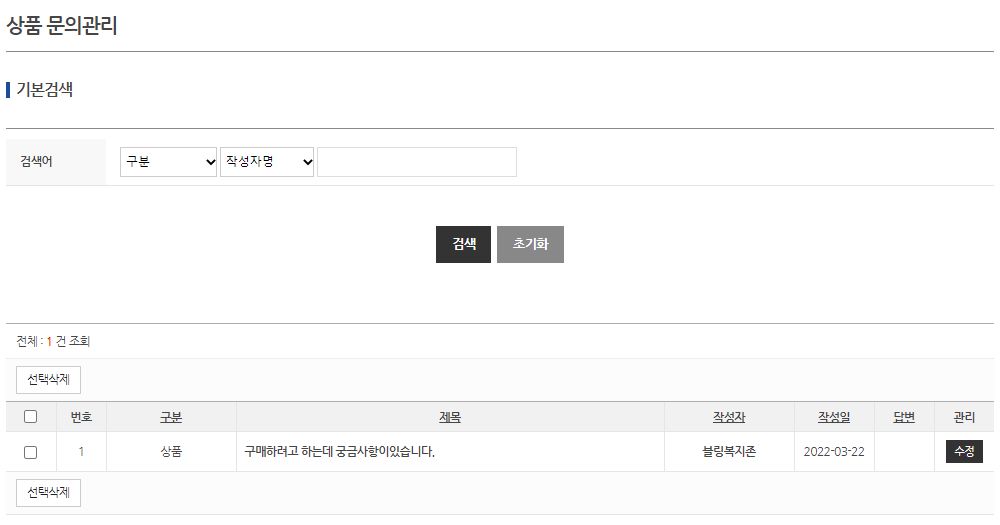 상품 문의관리
기본검색
검색어 구분 작성자명
검색 초기화
전체 : 1 건 조회
선택삭제
번호 구분 제목 작성자 작성일 답변 관리
1 상품 구매하려고 하는데 궁금사항이있습니다. 블링복지존 2022-03-22 수정
선택삭제